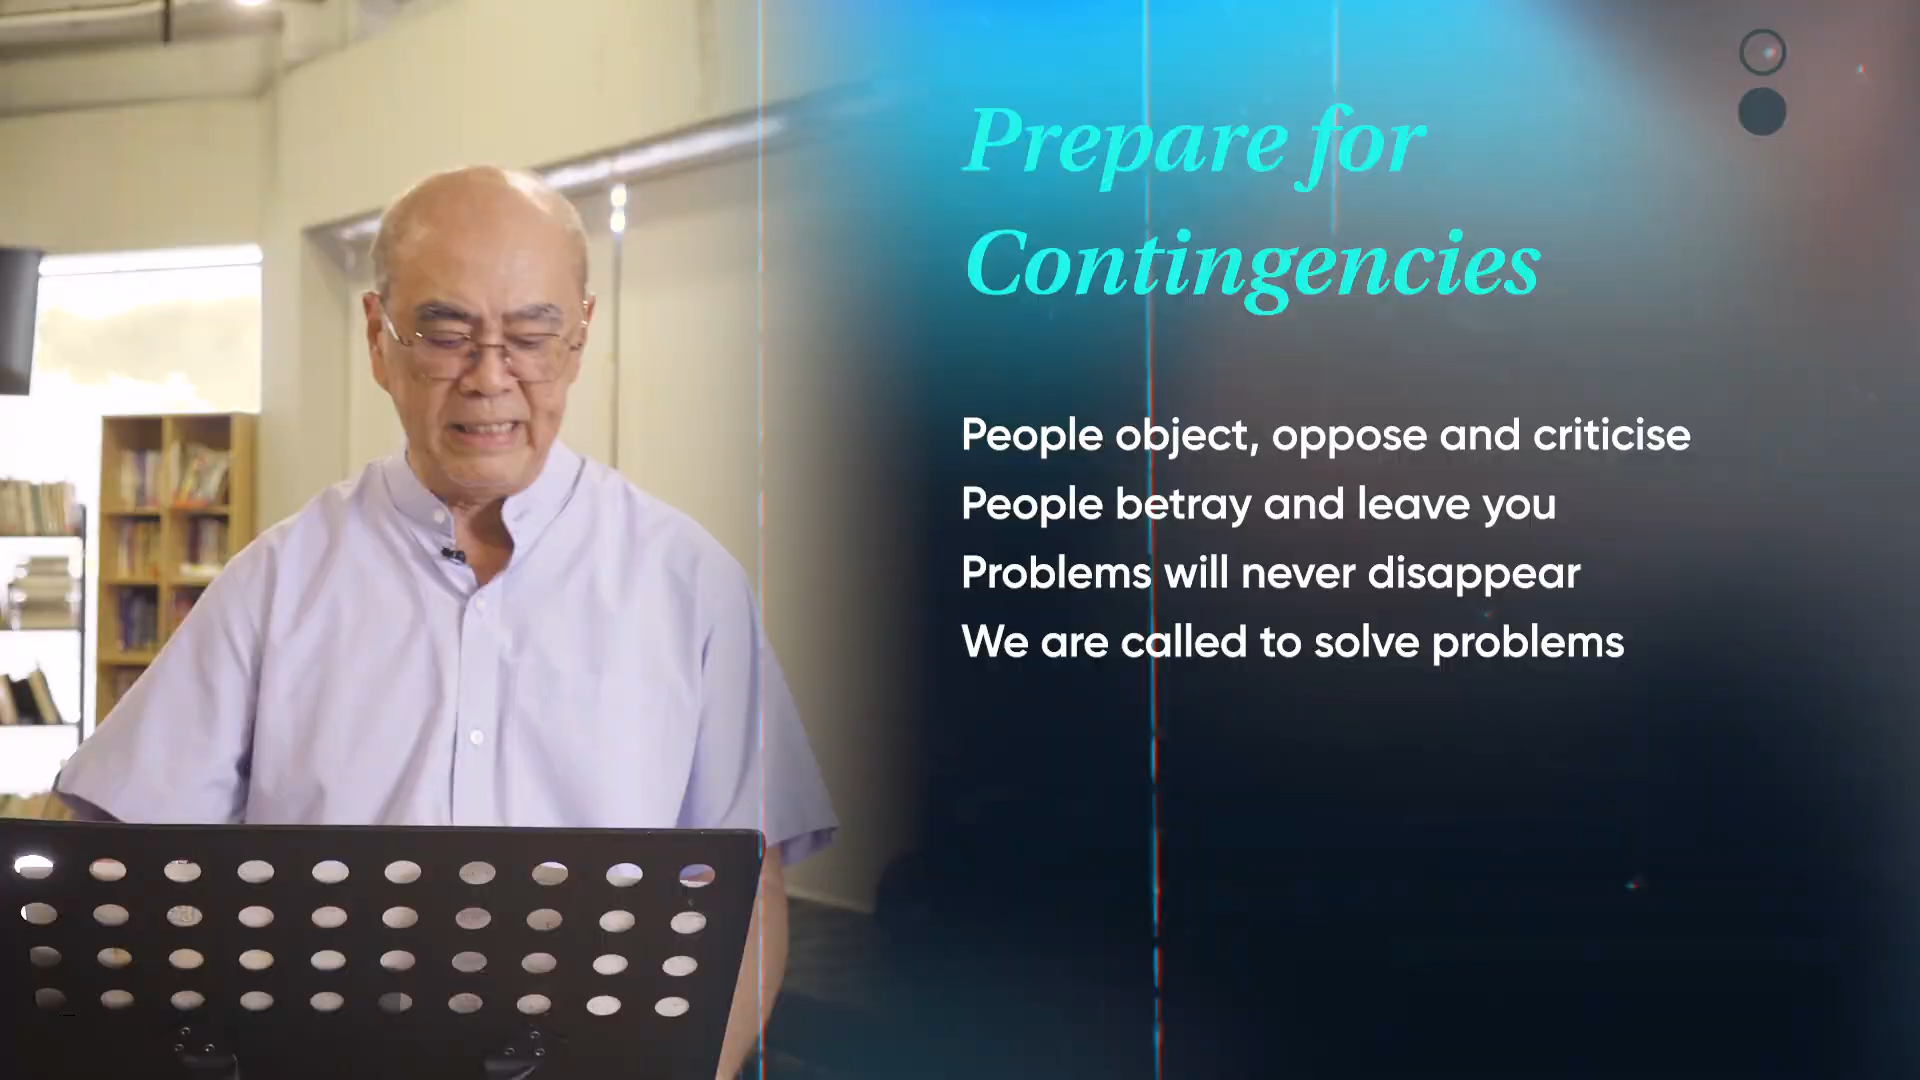 Prepare for
Contingencies
People object, oppose and criticise
People betray and leave you
Problems will never disappear
We are called to solve problems